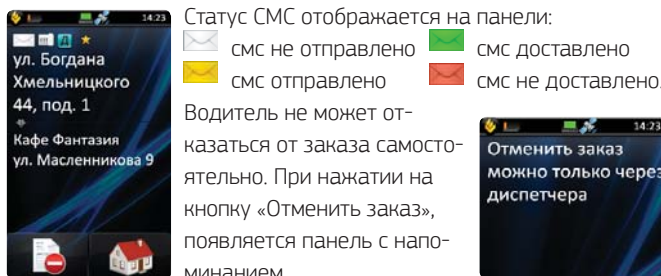 14:23
ул. Богдана
Хмельницкого
44, под. 1
Кафе Фантазия
ул. Масленникова 9
Статус СМС отображается на панели:
смс не отправлено смс доставлено
смс отправлено смс не доставлено.
Водитель не может от-
казаться от заказа самосто-
ятельно. При нажатии на
кнопку «Отменить заказ»,
появляется панель с напо-
минанием
14:23
Отменить заказ
можно только через
диспетчера